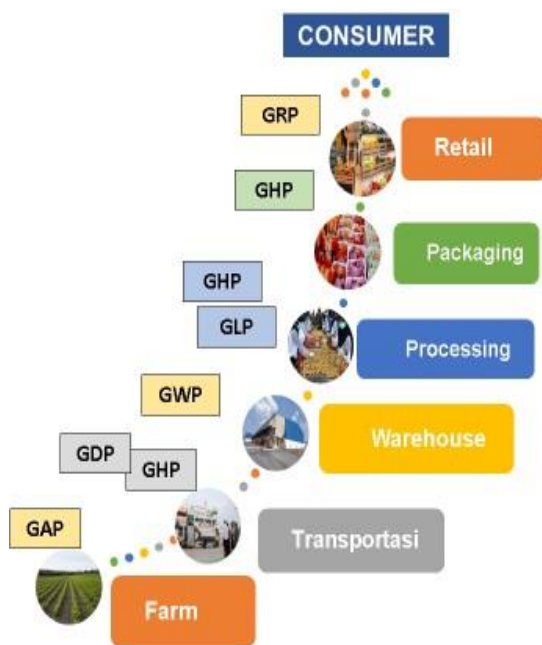 CONSUMER
GRP
Retail
GHP
Packaging
GHP
GLP
Processing
GWP
Warehouse
GDP
GHP
Transportasi
GAP
Farm